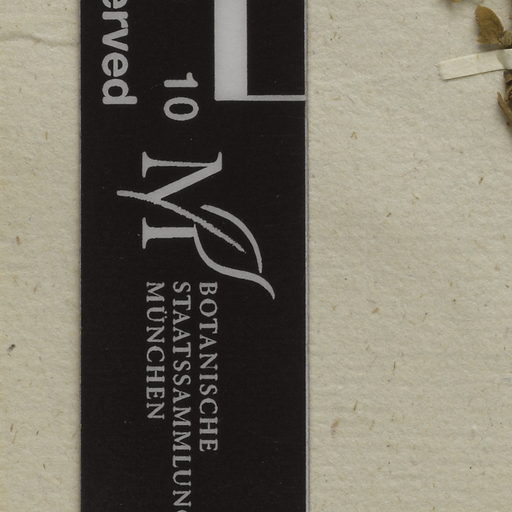 erved
10
M
BOTANISCHE
STAATSSAMMLUNG
MÜNCHEN